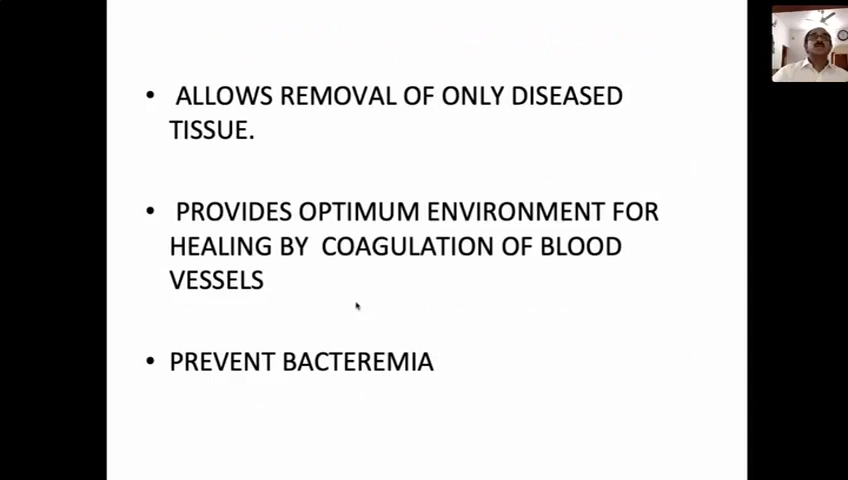 • ALLOWS REMOVAL OF ONLY DISEASED
TISSUE.
• PROVIDES OPTIMUM ENVIRONMENT FOR
HEALING BY COAGULATION OF BLOOD
VESSELS
• PREVENT BACTEREMIA